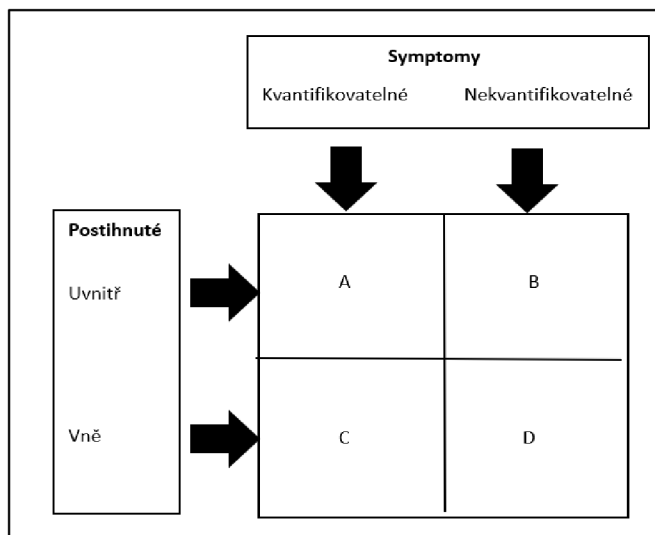 Symptomy
Kvantifikovatelné Nekvantifikovatelné
Postihnuté
Uvnitř
A B
Vně
C D